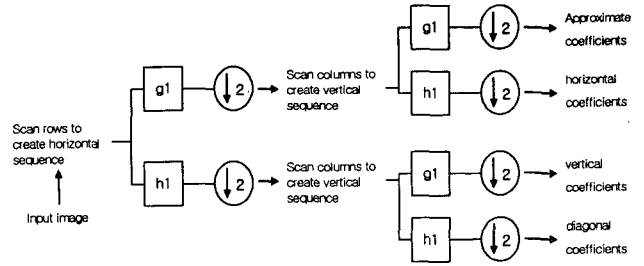 Input image
Scan rows to
create horizontal
sequence
g1
2
Scan columns to
create vertical
sequence
g1
2
Approximate
coefficients
h1
2
horizontal
coefficients
h1
2
Scan columns to
create vertical
sequence
g1
2
vertical
coefficients
h1
2
diagonal
coefficients